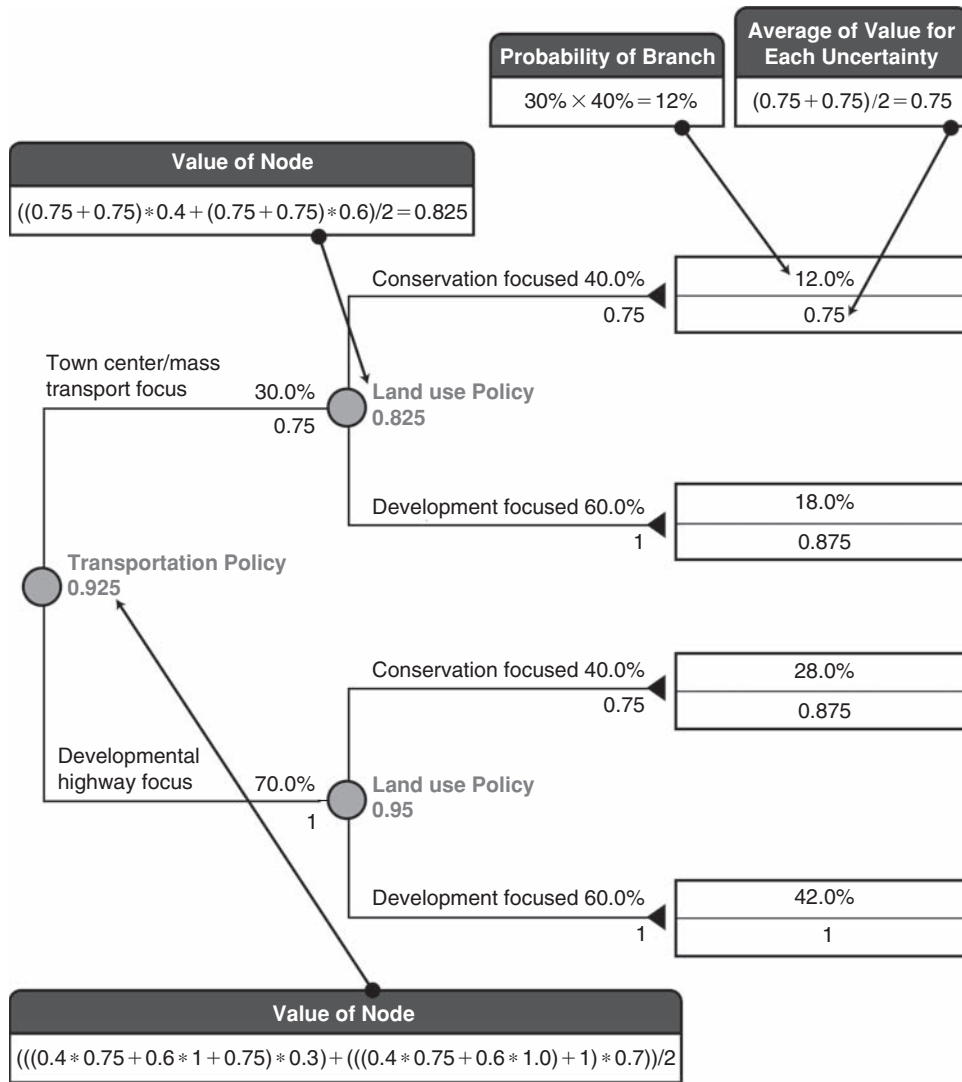 Probability of Branch
30% × 40% = 12%
Average of Value for
Each Uncertainty
(0.75 + 0.75)/2 = 0.75
Value of Node
((0.75 + 0.75) * 0.4 + (0.75 + 0.75) * 0.6)/2 = 0.825
Conservation focused 40.0%
0.75
12.0%
0.75
Town center/mass
transport focus
30.0%
0.75
Land use Policy
0.825
Development focused 60.0%
1
18.0%
0.875
Transportation Policy
0.925
Conservation focused 40.0%
0.75
28.0%
0.875
Developmental
highway focus
70.0%
1
Land use Policy
0.95
Development focused 60.0%
1
42.0%
1
Value of Node
(((0.4 * 0.75 + 0.6 * 1 + 0.75) * 0.3) + (((0.4 * 0.75 + 0.6 * 1.0) + 1) * 0.7))/2